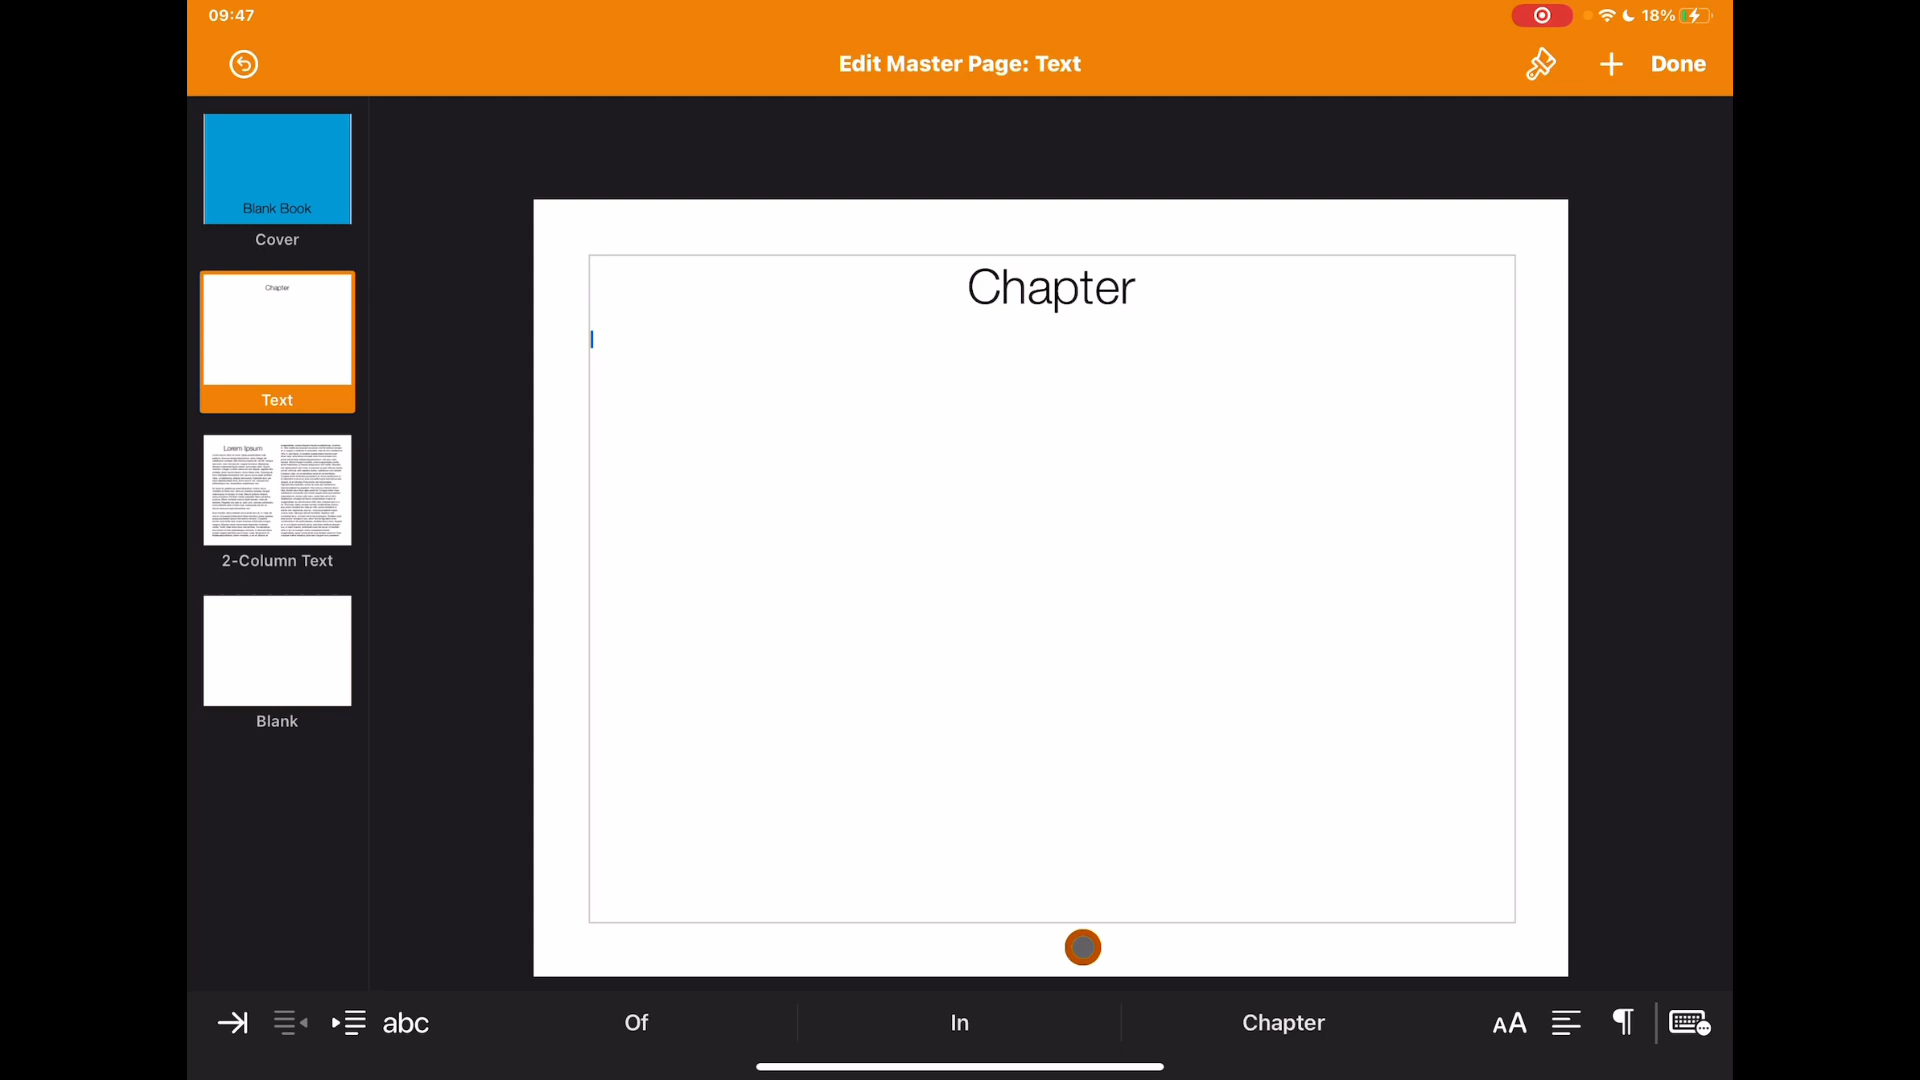 09:47
18%
Edit Master Page: Text
Done
Blank Book
Cover
Chapter
Text
Lorem Ipsum
2-Column Text
Blank
Chapter
abc
Of
In
Chapter
AA